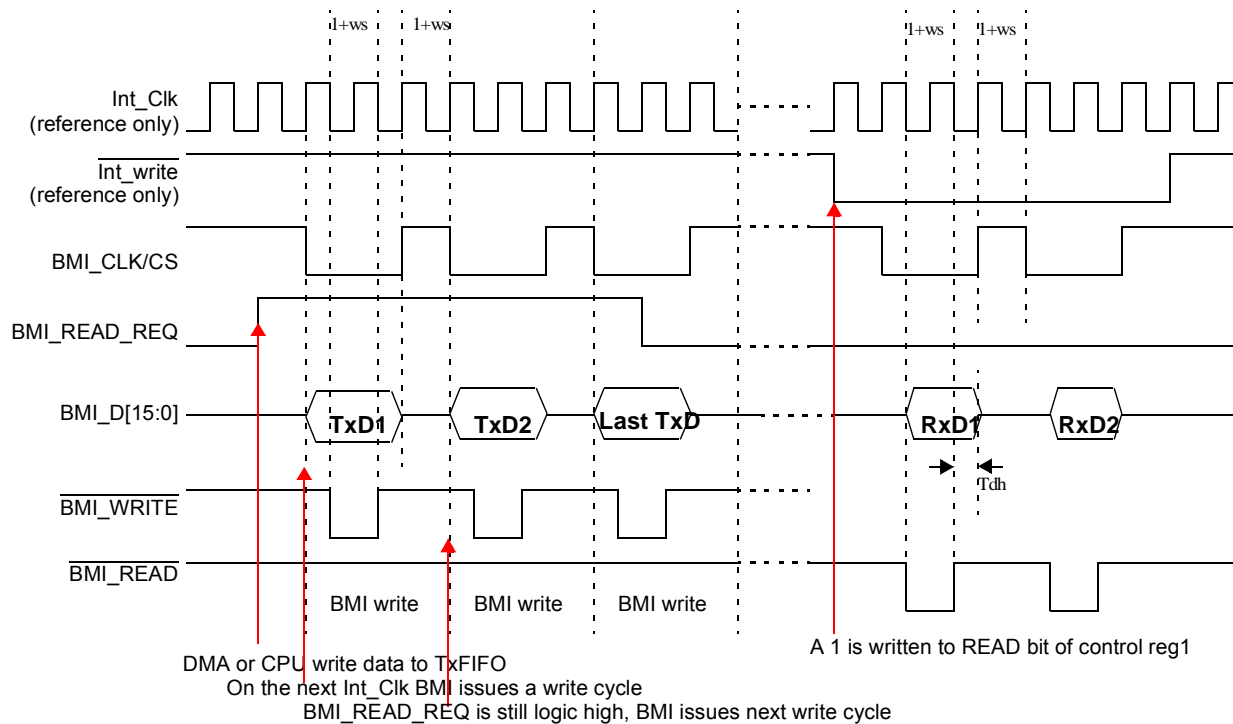 1+ws 1+ws 1+ws 1+ws
Int_Clk
(reference only)
Int_write
(reference only)
BMI_CLK/CS
BMI_READ_REQ
BMI_D[15:0] TxD1 TxD2 Last TxD RxD1 RxD2
Tdh
BMI_WRITE
BMI_READ
BMI write BMI write BMI write
A 1 is written to READ bit of control reg1
DMA or CPU write data to TxFIFO
On the next Int_Clk BMI issues a write cycle
BMI_READ_REQ is still logic high, BMI issues next write cycle